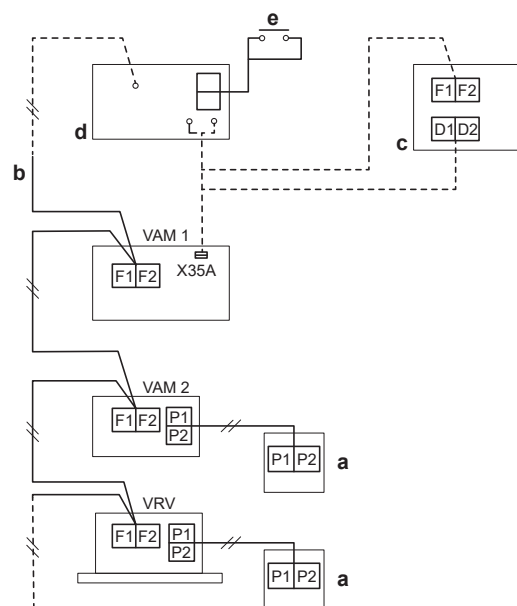 e
F1 F2
d
D1 D2
c
b
VAM 1
F1 F2
X35A
VAM 2
F1 F2
P1
P2
P1 P2
a
VRV
F1 F2
P1
P2
P1 P2
a